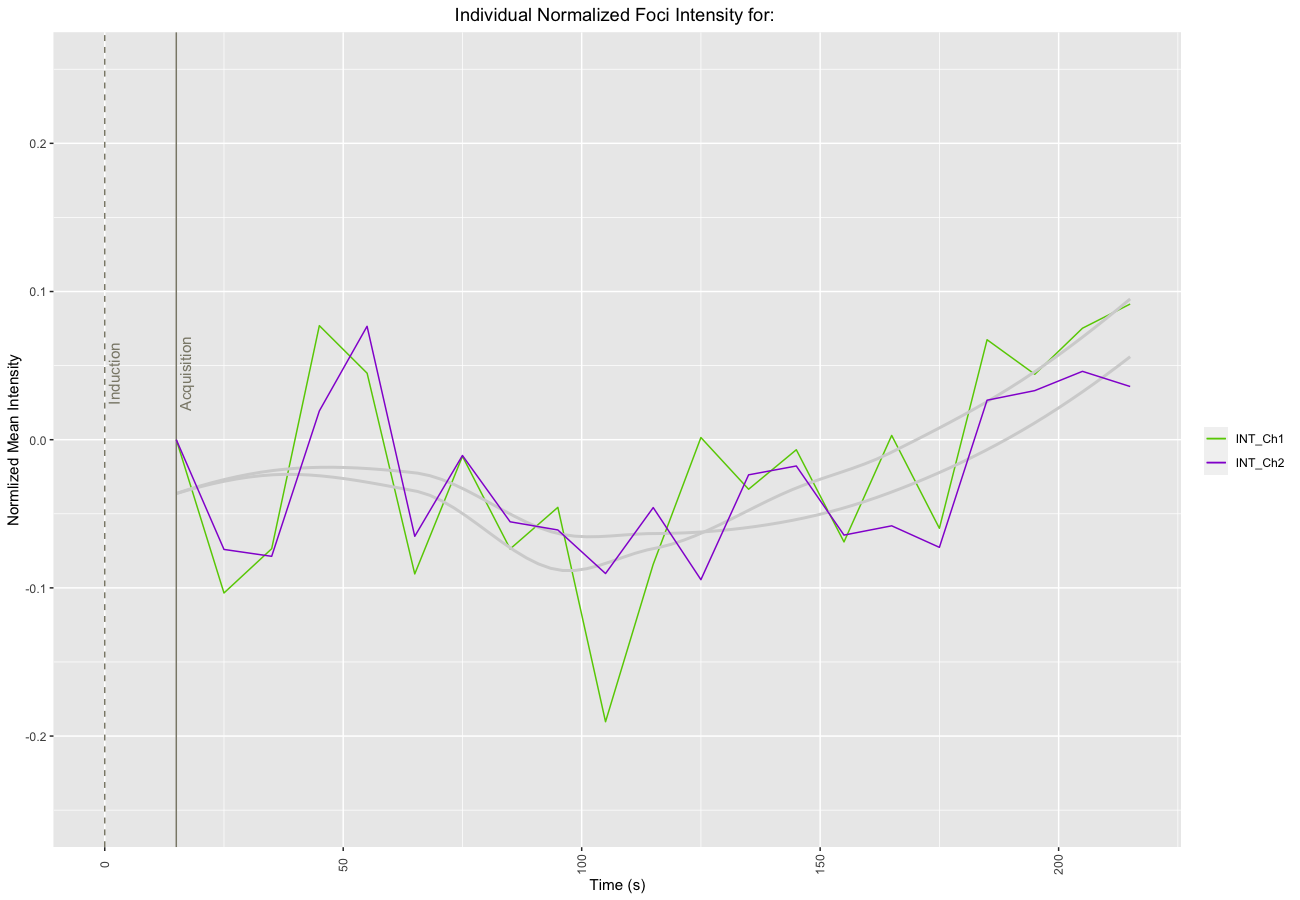 Individual Normalized Foci Intensity for:
Normlized Mean Intensity
0.2
0.1
0.0
-0.1
-0.2
Induction
Acquisition
INT_Ch1
INT_Ch2
0
50
100
150
200
Time (s)